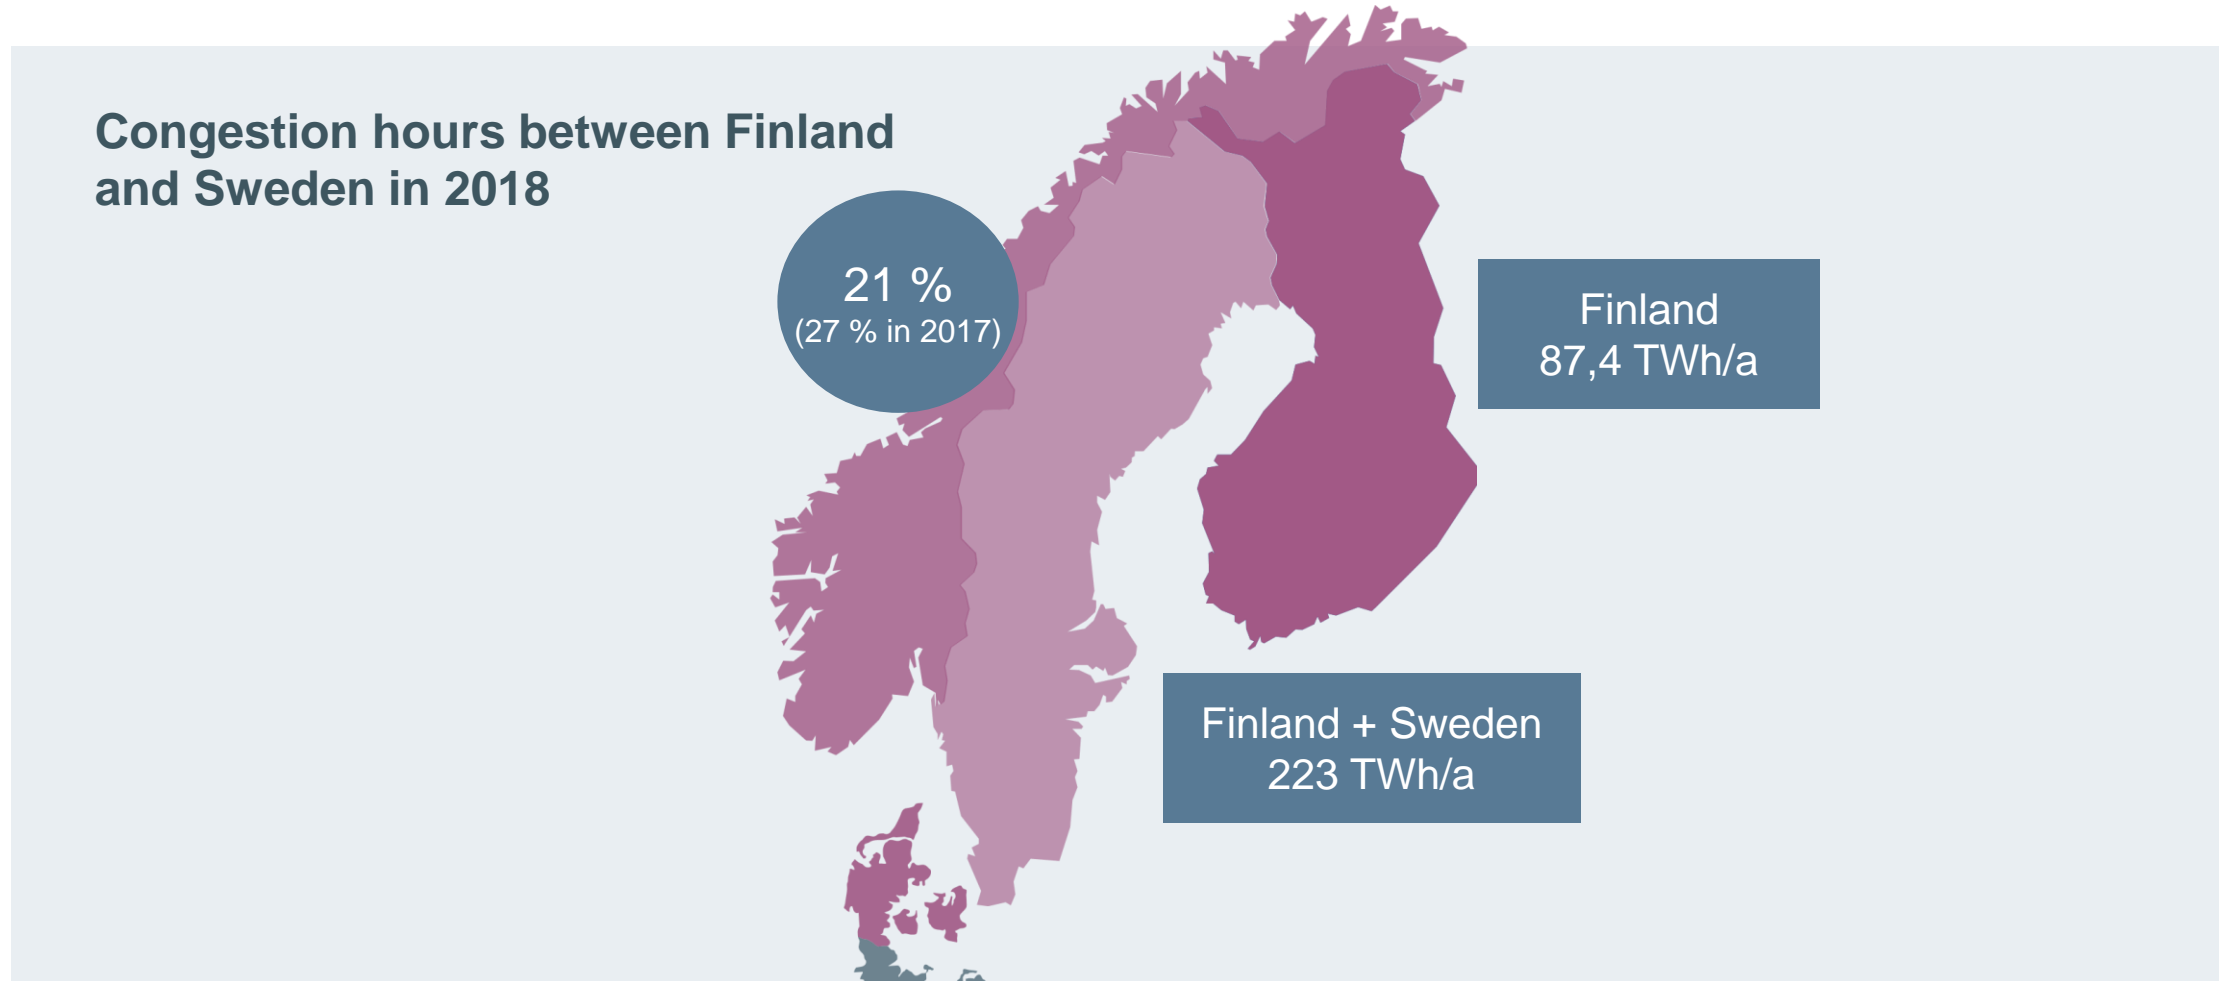 Congestion hours between Finland
and Sweden in 2018
21 %
(27 % in 2017)
Finland
87,4 TWh/a
Finland + Sweden
223 TWh/a